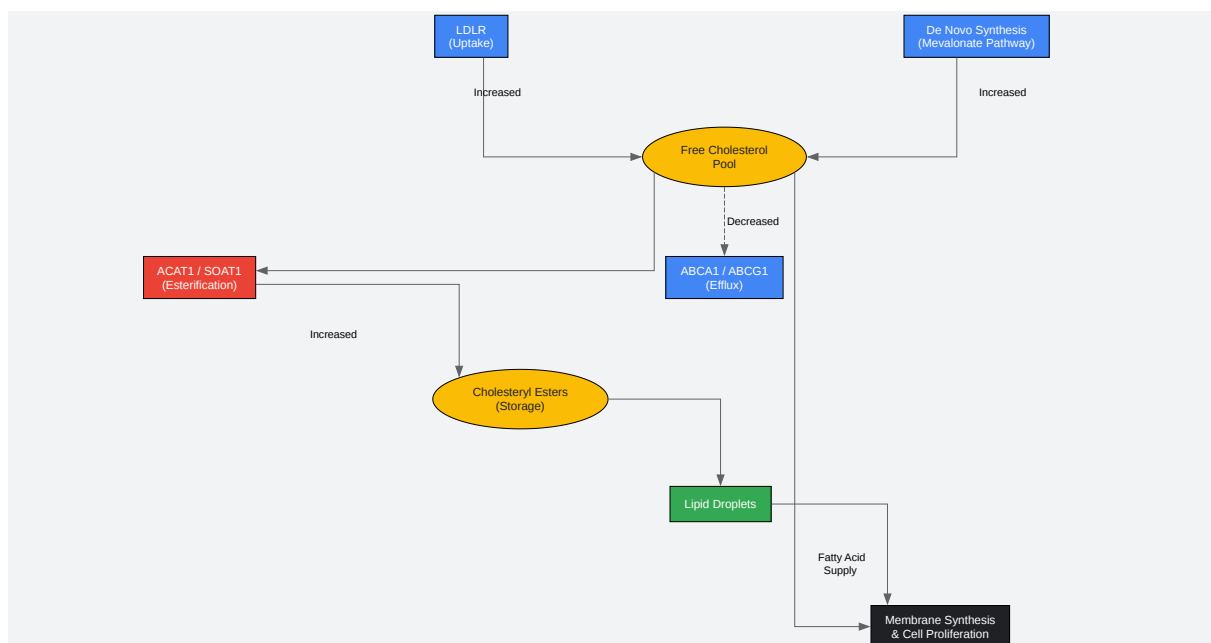 LDLR
(Uptake)
De Novo Synthesis
(Mevalonate Pathway)
Increased
Increased
Free Cholesterol
Pool
Decreased
ACAT1 / SOAT1
(Esterification)
ABCA1 / ABCG1
(Efflux)
Increased
Cholesteryl Esters
(Storage)
Lipid Droplets
Fatty Acid
Supply
Membrane Synthesis
& Cell Proliferation